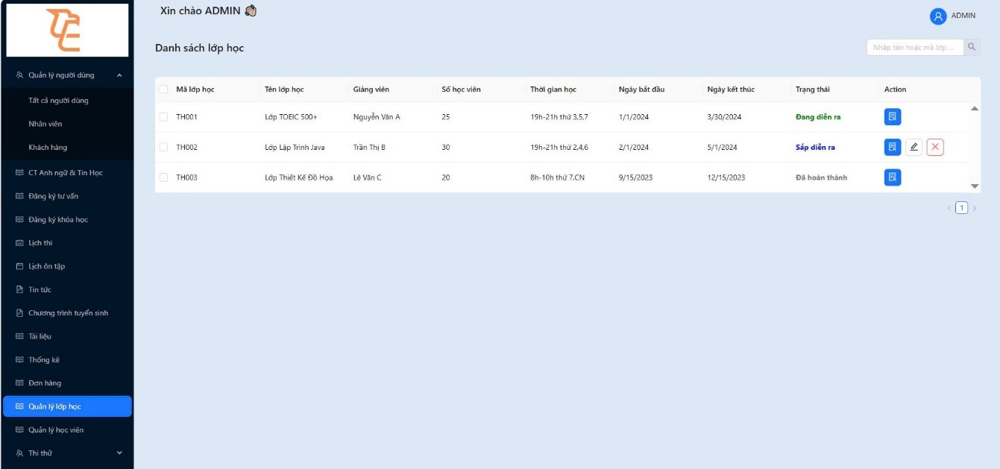 Xin chào ADMIN 👋
ADMIN
Danh sách lớp học
Nhập tên hoặc mã lớp ...
Quản lý người dùng
Tất cả người dùng
Nhân viên
Khách hàng
CT Anh ngữ & Tin Học
Đăng ký tư vấn
Đăng ký khóa học
Lịch thi
Lịch ôn tập
Tin tức
Chương trình tuyển sinh
Tài liệu
Thống kê
Đơn hàng
Quản lý lớp học
Quản lý học viên
Thi thử
Mã lớp học Tên lớp học Giảng viên Số học viên Thời gian học Ngày bắt đầu Ngày kết thúc Trạng thái Action
TH001 Lớp TOEIC 500+ Nguyễn Văn A 25 19h-21h thứ 3,5,7 1/1/2024 3/30/2024 Đang diễn ra
TH002 Lớp Lập Trình Java Trần Thị B 30 19h-21h thứ 2,4,6 2/1/2024 5/1/2024 Sắp diễn ra
TH003 Lớp Thiết Kế Đồ Họa Lê Văn C 20 8h-10h thứ 7,CN 9/15/2023 12/15/2023 Đã hoàn thành
1